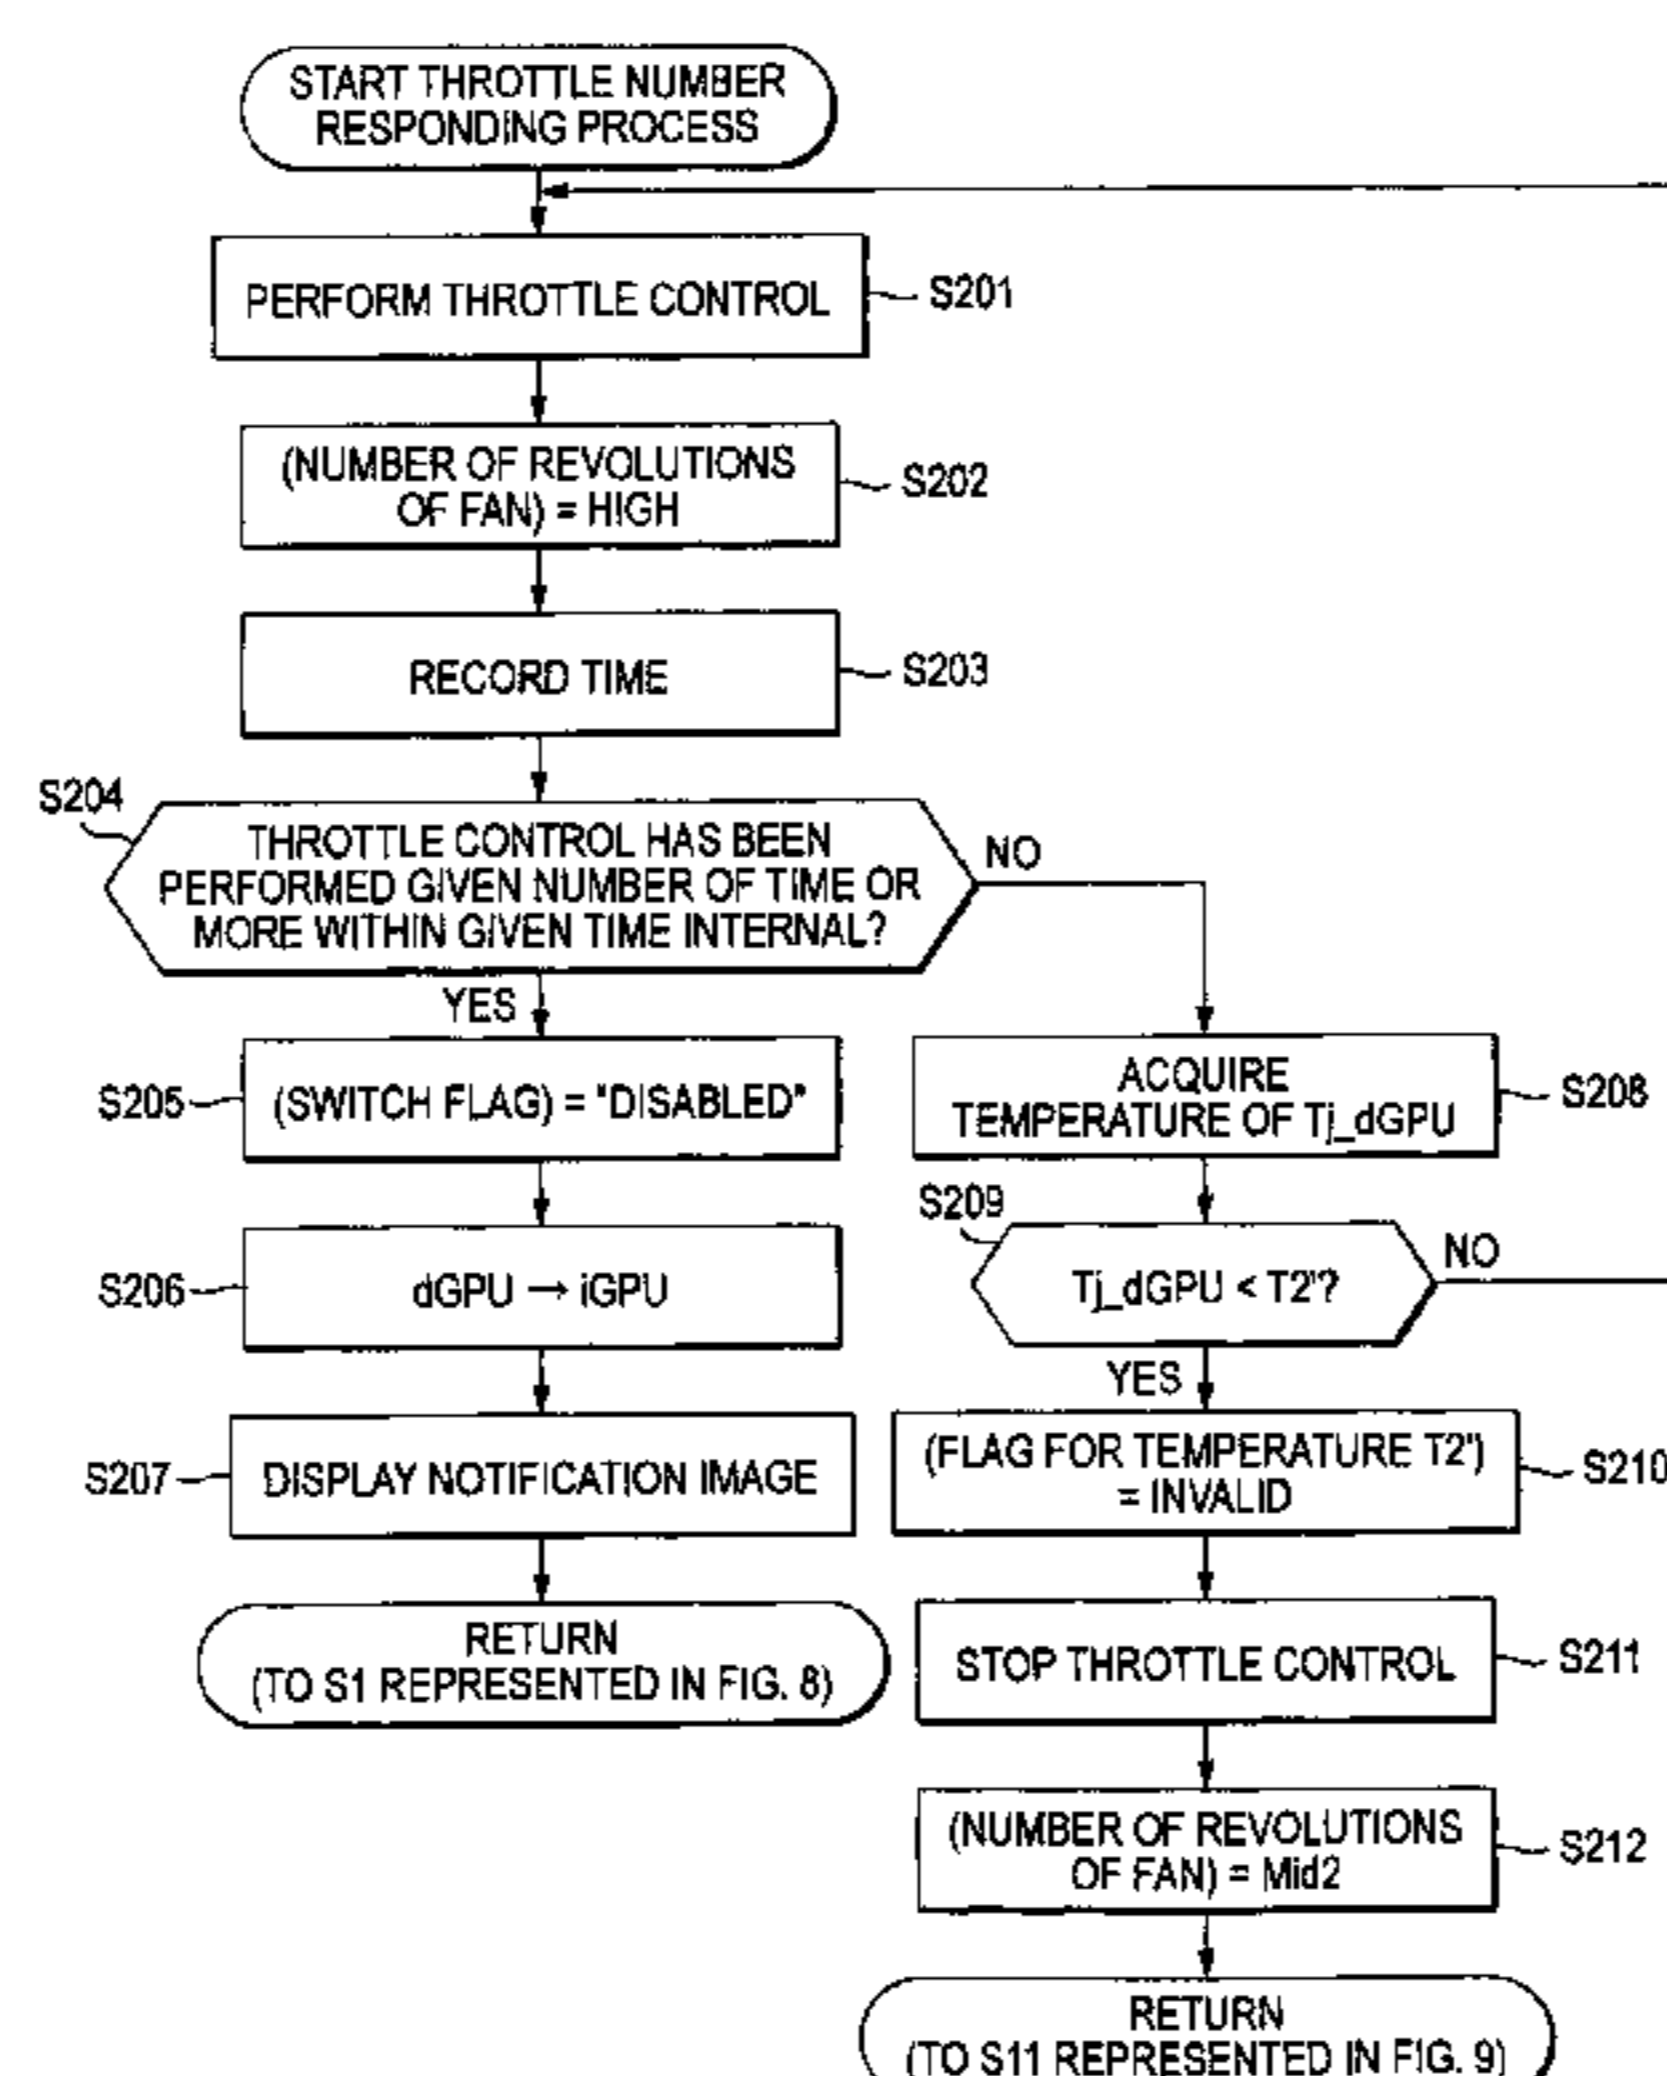 START THROTTLE NUMBER
RESPONDING PROCESS
PERFORM THROTTLE CONTROL
S201
(NUMBER OF REVOLUTIONS
OF FAN) = HIGH
S202
RECORD TIME
S203
S204
THROTTLE CONTROL HAS BEEN
PERFORMED GIVEN NUMBER OF TIME OR
MORE WITHIN GIVEN TIME INTERNAL?
NO
YES
S205
(SWITCH FLAG) = "DISABLED"
S206
dGPU → iGPU
S207
DISPLAY NOTIFICATION IMAGE
RETURN
(TO S1 REPRESENTED IN FIG. 8)
ACQUIRE
TEMPERATURE OF Tj_dGPU
S208
S209
Tj_dGPU < T2'?
NO
YES
(FLAG FOR TEMPERATURE T2')
= INVALID
S210
STOP THROTTLE CONTROL
S211
(NUMBER OF REVOLUTIONS
OF FAN) = Mid2
S212
RETURN
(TO S11 REPRESENTED IN FIG. 9)